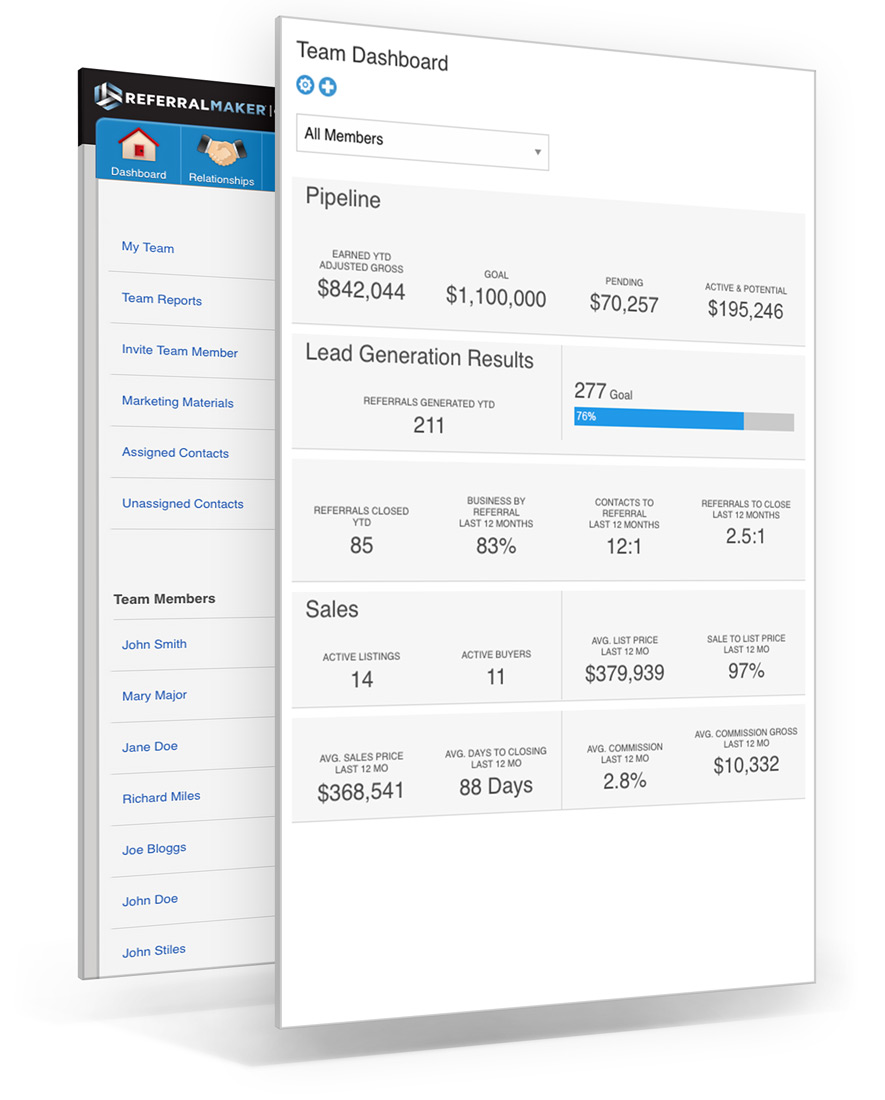 REFERRALMAKER
Dashboard
Relationships
My Team
Team Reports
Invite Team Member
Marketing Materials
Assigned Contacts
Unassigned Contacts
Team Members
John Smith
Mary Major
Jane Doe
Richard Miles
Joe Bloggs
John Doe
John Stiles
Team Dashboard
All Members
Pipeline
EARNED YTD
ADJUSTED GROSS
$842,044
GOAL
$1,100,000
PENDING
$70,257
ACTIVE & POTENTIAL
$195,246
Lead Generation Results
REFERRALS GENERATED YTD
211
277 Goal
76%
REFERRALS CLOSED
YTD
85
BUSINESS BY
REFERRAL
LAST 12 MONTHS
83%
CONTACTS TO
REFERRAL
LAST 12 MONTHS
12:1
REFERRALS TO CLOSE
LAST 12 MONTHS
2.5:1
Sales
ACTIVE LISTINGS
14
ACTIVE BUYERS
11
AVG. LIST PRICE
LAST 12 MO
$379,939
SALE TO LIST PRICE
LAST 12 MO
97%
AVG. SALES PRICE
LAST 12 MO
$368,541
AVG. DAYS TO CLOSING
LAST 12 MO
88 Days
AVG. COMMISSION
LAST 12 MO
2.8%
AVG. COMMISSION GROSS
LAST 12 MO
$10,332